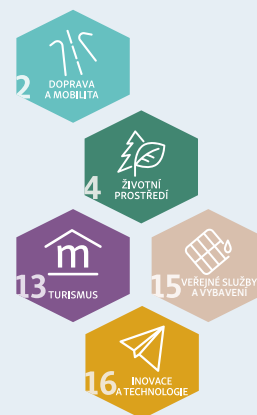 2
DOPRAVA
A MOBILITA
4
ŽIVOTNÍ
PROSTŘEDÍ
m
13
TURISMUS
15
VEŘEJNÉ SLUŽBY
A VYBAVENÍ
16
INOVACE
A TECHNOLOGIE